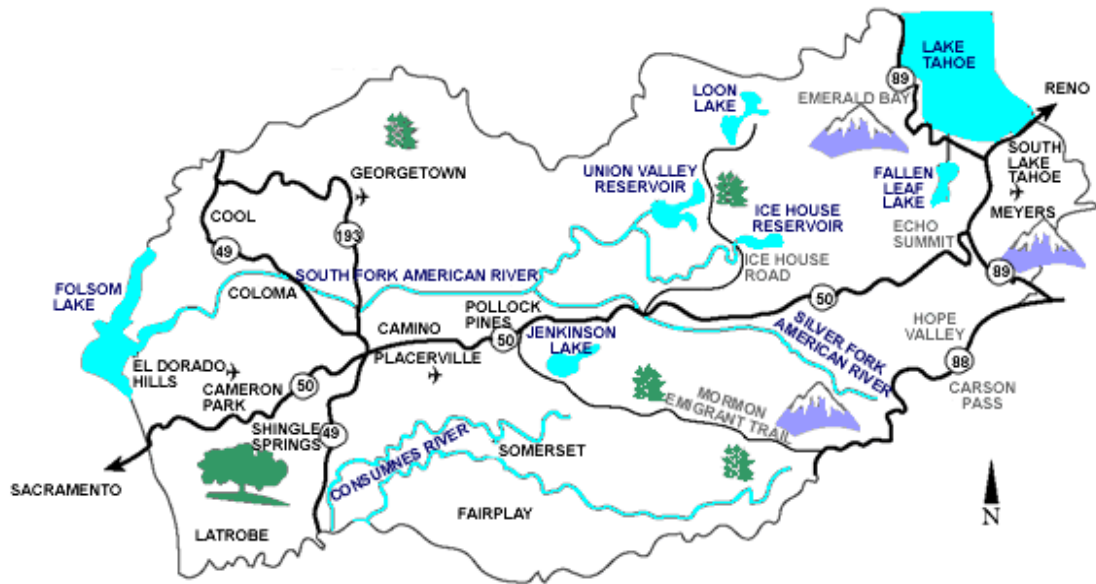 LAKE
TAHOE
89
RENO
LOON
LAKE
EMERALD BAY
SOUTH
LAKE
TAHOE
GEORGETOWN
UNION VALLEY
RESERVOIR
FALLEN
LEAF
LAKE
MEYERS
COOL
193
ICE HOUSE
RESERVOIR
ECHO
SUMMIT
49
ICE HOUSE
ROAD
89
FOLSOM
LAKE
COLOMA
SOUTH FORK AMERICAN RIVER
50
POLLOCK
PINES
CAMINO
50
JENKINSON
LAKE
SILVER FORK
AMERICAN RIVER
HOPE
VALLEY
88
EL DORADO
HILLS
PLACERVILLE
CAMERON
PARK
50
CARSON
PASS
MORMON
EMIGRANT TRAIL
SHINGLE
SPRINGS
49
CONSUMNES RIVER
SOMERSET
SACRAMENTO
FAIRPLAY
LATROBE
N